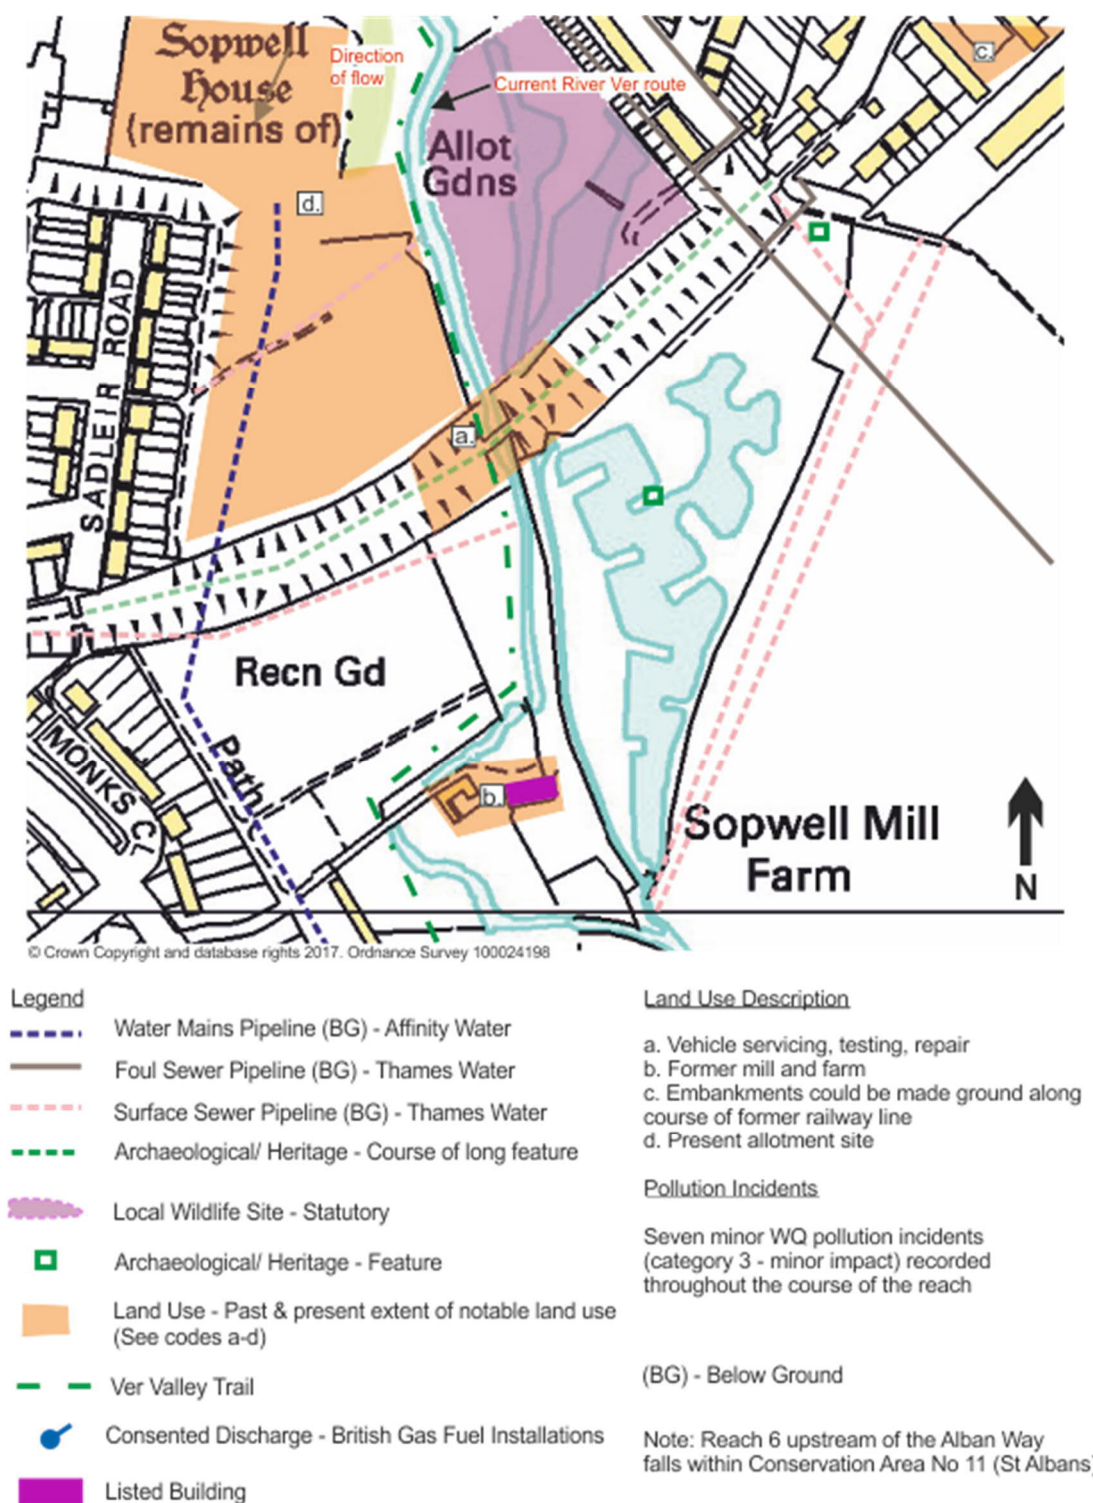 Sopwell
House
(remains of)
Direction
of flow
Current River Ver route
c.
Allot
Gdns
d.
SADLEIR ROAD
a.
Recn Gd
MONKS CL
Path
b.
Sopwell Mill
Farm
N
© Crown Copyright and database rights 2017. Ordnance Survey 100024198
Legend
Water Mains Pipeline (BG) - Affinity Water
Foul Sewer Pipeline (BG) - Thames Water
Surface Sewer Pipeline (BG) - Thames Water
Archaeological/ Heritage - Course of long feature
Local Wildlife Site - Statutory
Archaeological/ Heritage - Feature
Land Use - Past & present extent of notable land use
(See codes a-d)
Ver Valley Trail
Consented Discharge - British Gas Fuel Installations
Listed Building
Land Use Description
a. Vehicle servicing, testing, repair
b. Former mill and farm
c. Embankments could be made ground along
course of former railway line
d. Present allotment site
Pollution Incidents
Seven minor WQ pollution incidents
(category 3 - minor impact) recorded
throughout the course of the reach
(BG) - Below Ground
Note: Reach 6 upstream of the Alban Way
falls within Conservation Area No 11 (St Albans)